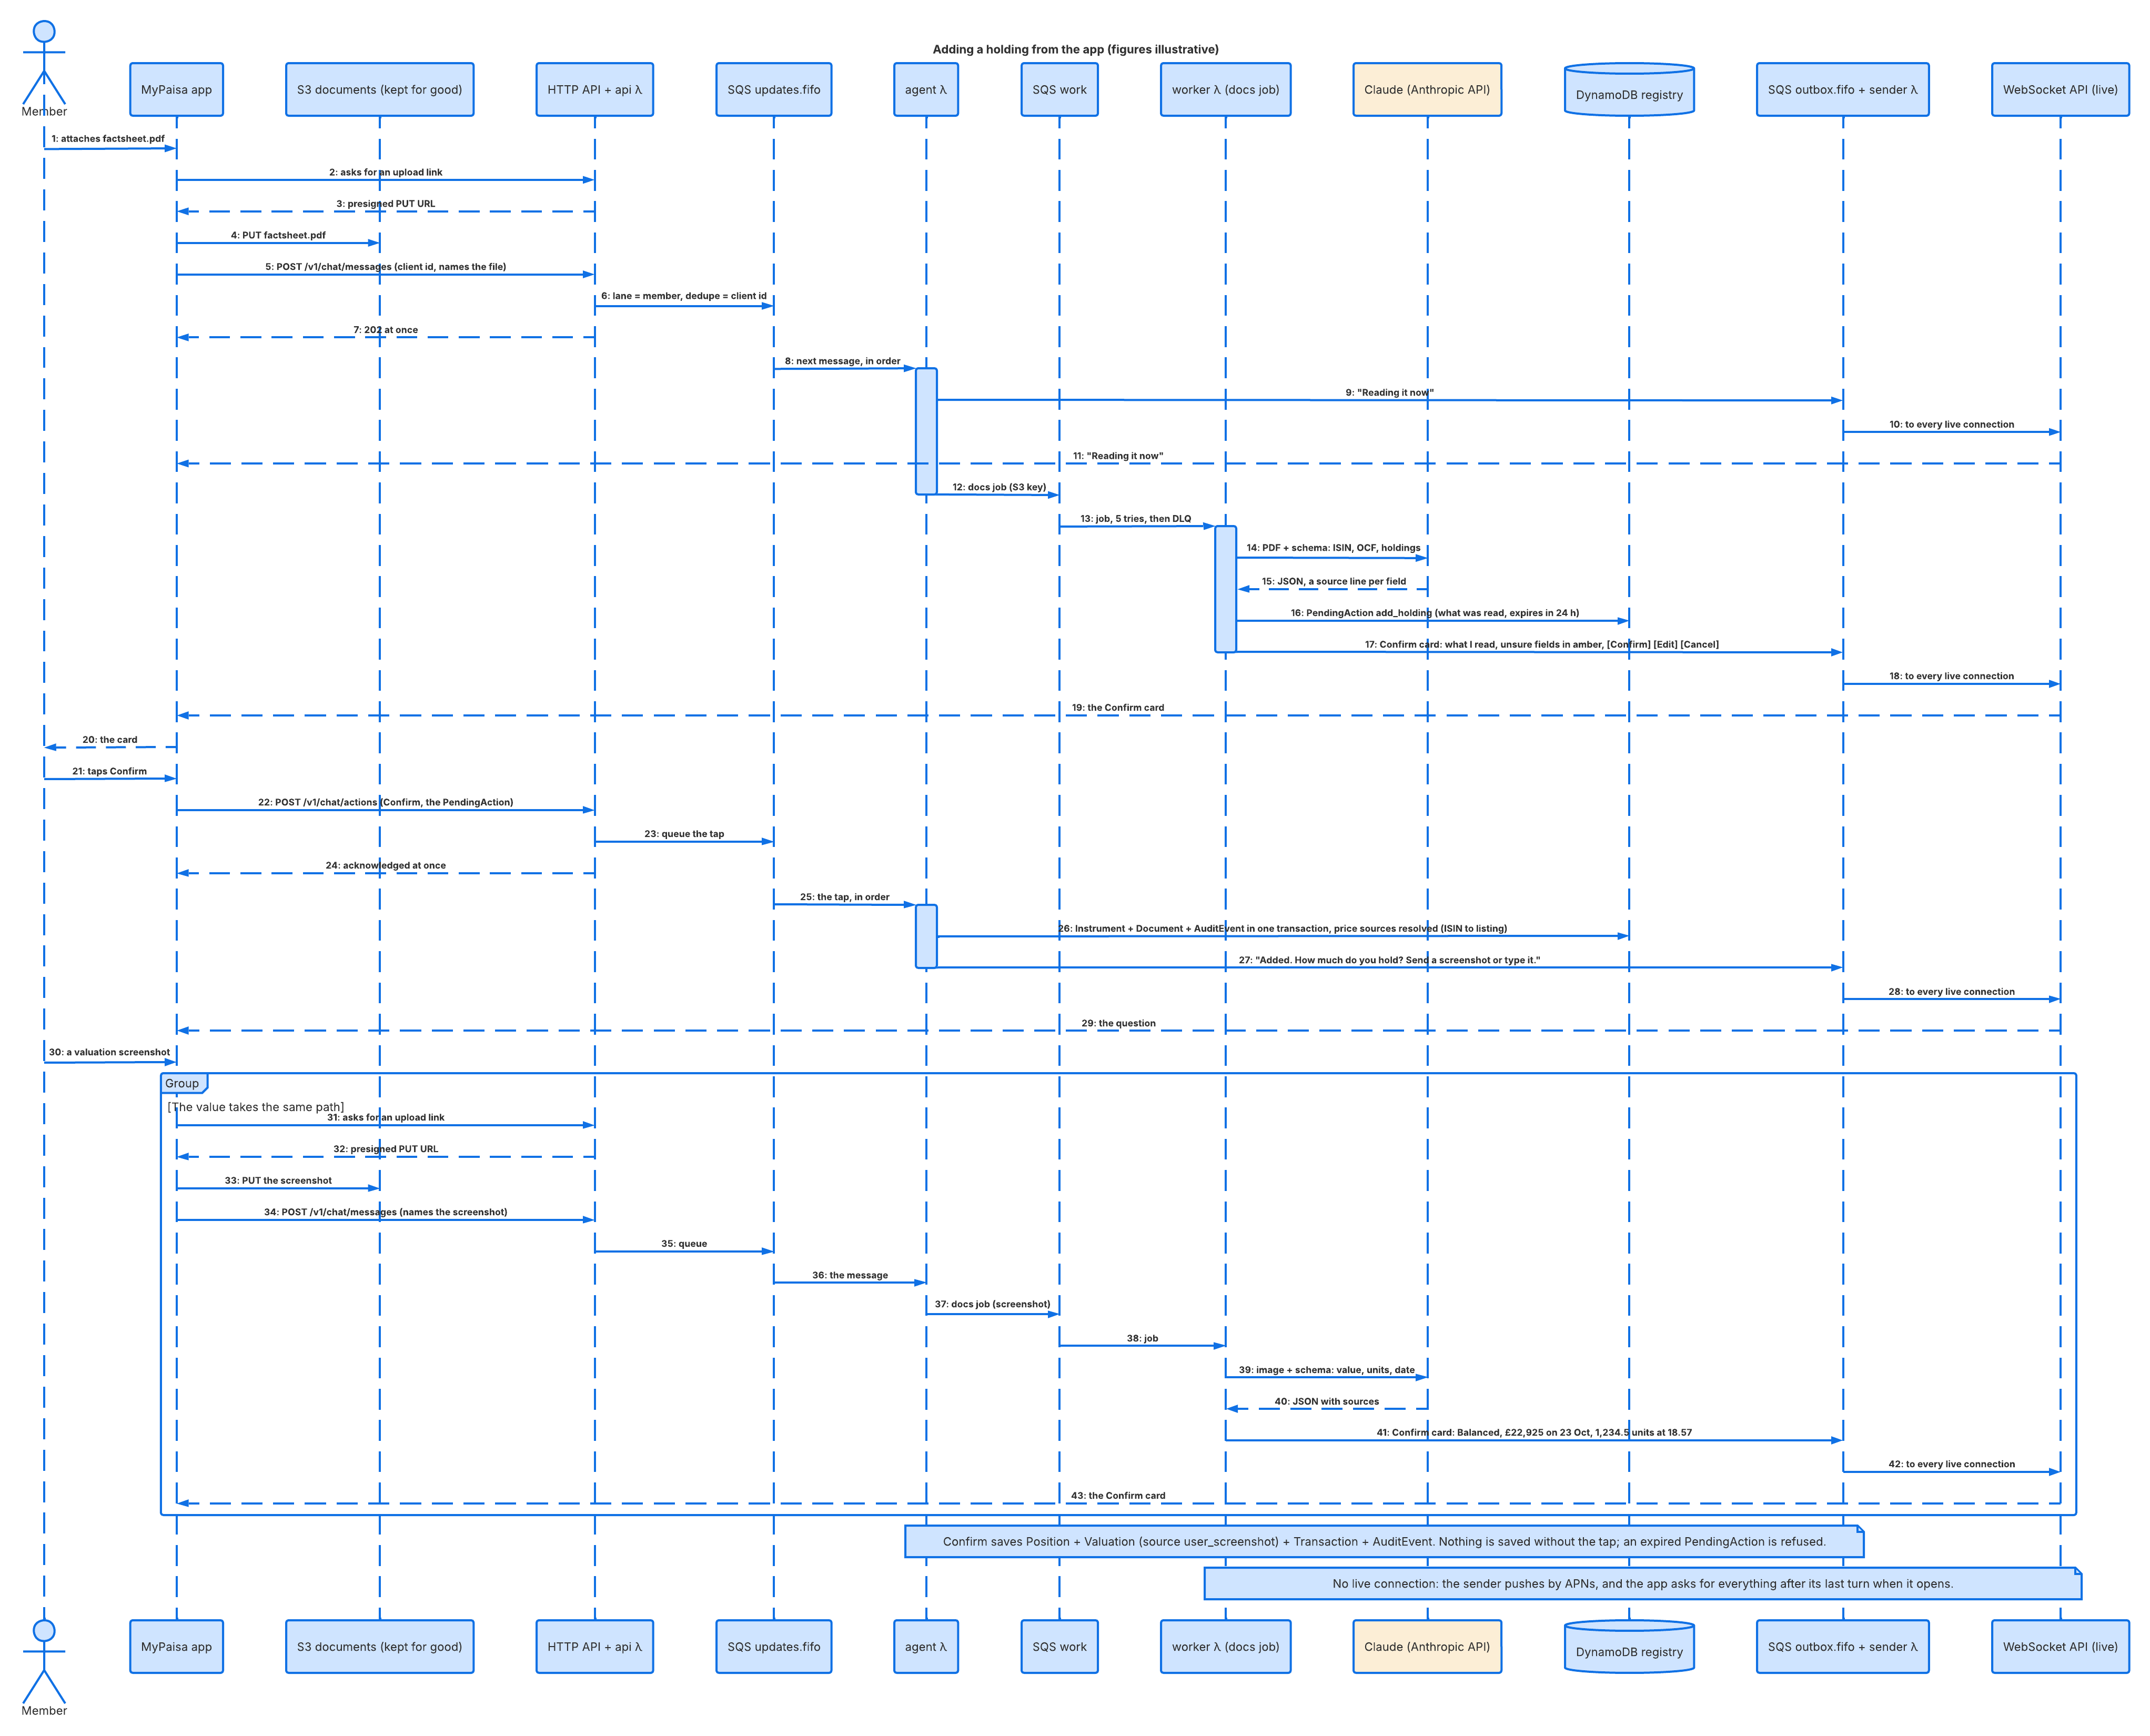 Adding a holding from the app (figures illustrative)
Member
MyPaisa app
S3 documents (kept for good)
HTTP API + api λ
SQS updates.fifo
agent λ
SQS work
worker λ (docs job)
Claude (Anthropic API)
DynamoDB registry
SQS outbox.fifo + sender λ
WebSocket API (live)
1: attaches factsheet.pdf
2: asks for an upload link
3: presigned PUT URL
4: PUT factsheet.pdf
5: POST /v1/chat/messages (client id, names the file)
6: lane = member, dedupe = client id
7: 202 at once
8: next message, in order
9: "Reading it now"
10: to every live connection
11: "Reading it now"
12: docs job (S3 key)
13: job, 5 tries, then DLQ
14: PDF + schema: ISIN, OCF, holdings
15: JSON, a source line per field
16: PendingAction add_holding (what was read, expires in 24 h)
17: Confirm card: what I read, unsure fields in amber, [Confirm] [Edit] [Cancel]
18: to every live connection
19: the Confirm card
20: the card
21: taps Confirm
22: POST /v1/chat/actions (Confirm, the PendingAction)
23: queue the tap
24: acknowledged at once
25: the tap, in order
26: Instrument + Document + AuditEvent in one transaction, price sources resolved (ISIN to listing)
27: "Added. How much do you hold? Send a screenshot or type it."
28: to every live connection
29: the question
30: a valuation screenshot
Group
[The value takes the same path]
31: asks for an upload link
32: presigned PUT URL
33: PUT the screenshot
34: POST /v1/chat/messages (names the screenshot)
35: queue
36: the message
37: docs job (screenshot)
38: job
39: image + schema: value, units, date
40: JSON with sources
41: Confirm card: Balanced, £22,925 on 23 Oct, 1,234.5 units at 18.57
42: to every live connection
43: the Confirm card
Confirm saves Position + Valuation (source user_screenshot) + Transaction + AuditEvent. Nothing is saved without the tap; an expired PendingAction is refused.
No live connection: the sender pushes by APNs, and the app asks for everything after its last turn when it opens.
Member
MyPaisa app
S3 documents (kept for good)
HTTP API + api λ
SQS updates.fifo
agent λ
SQS work
worker λ (docs job)
Claude (Anthropic API)
DynamoDB registry
SQS outbox.fifo + sender λ
WebSocket API (live)